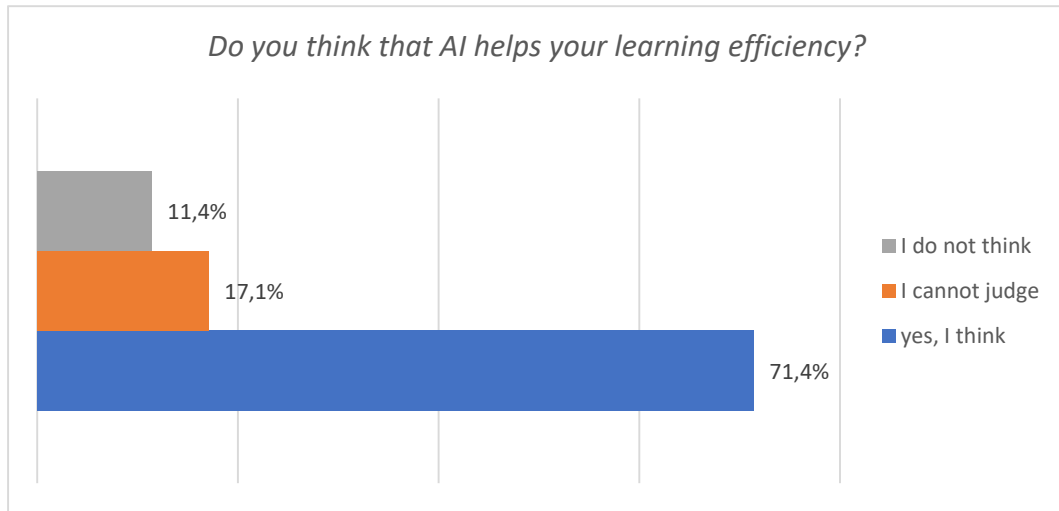 Do you think that AI helps your learning efficiency?
11,4%
17,1%
71,4%
I do not think
I cannot judge
yes, I think